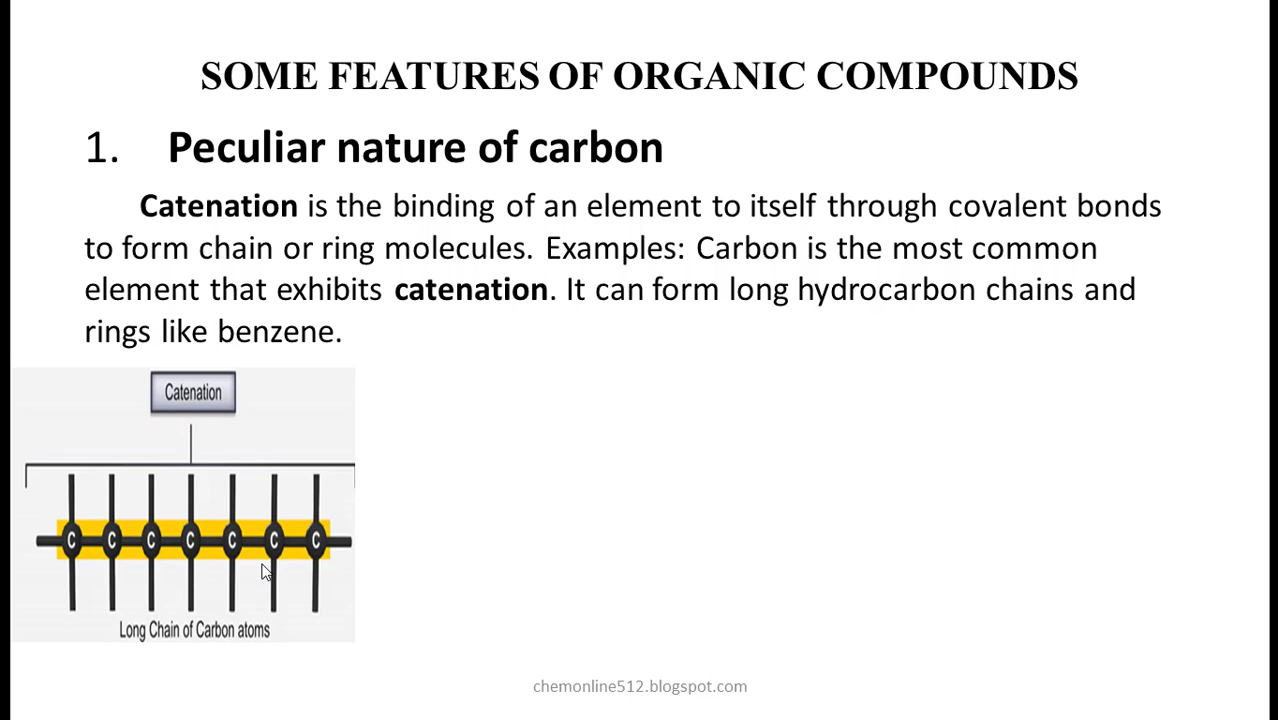 SOME FEATURES OF ORGANIC COMPOUNDS
1. Peculiar nature of carbon
Catenation is the binding of an element to itself through covalent bonds
to form chain or ring molecules. Examples: Carbon is the most common
element that exhibits catenation. It can form long hydrocarbon chains and
rings like benzene.
Catenation
C C C C C C C
Long Chain of Carbon atoms
chemonline512.blogspot.com